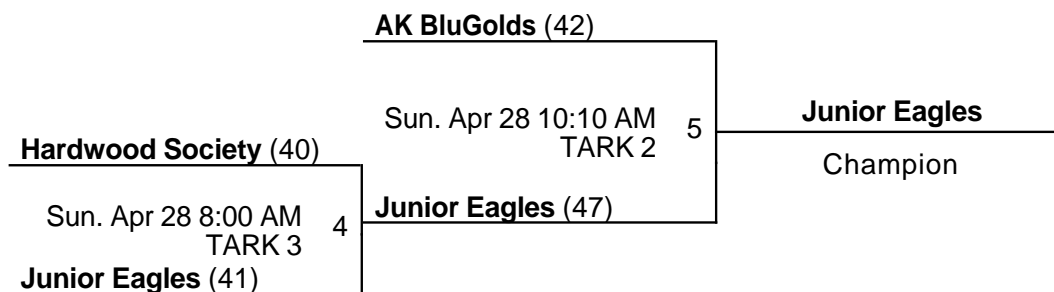 AK BluGolds (42)
Sun. Apr 28 10:10 AM
TARK 2
5
Junior Eagles
Champion
Hardwood Society (40)
Sun. Apr 28 8:00 AM
TARK 3
4
Junior Eagles (47)
Junior Eagles (41)